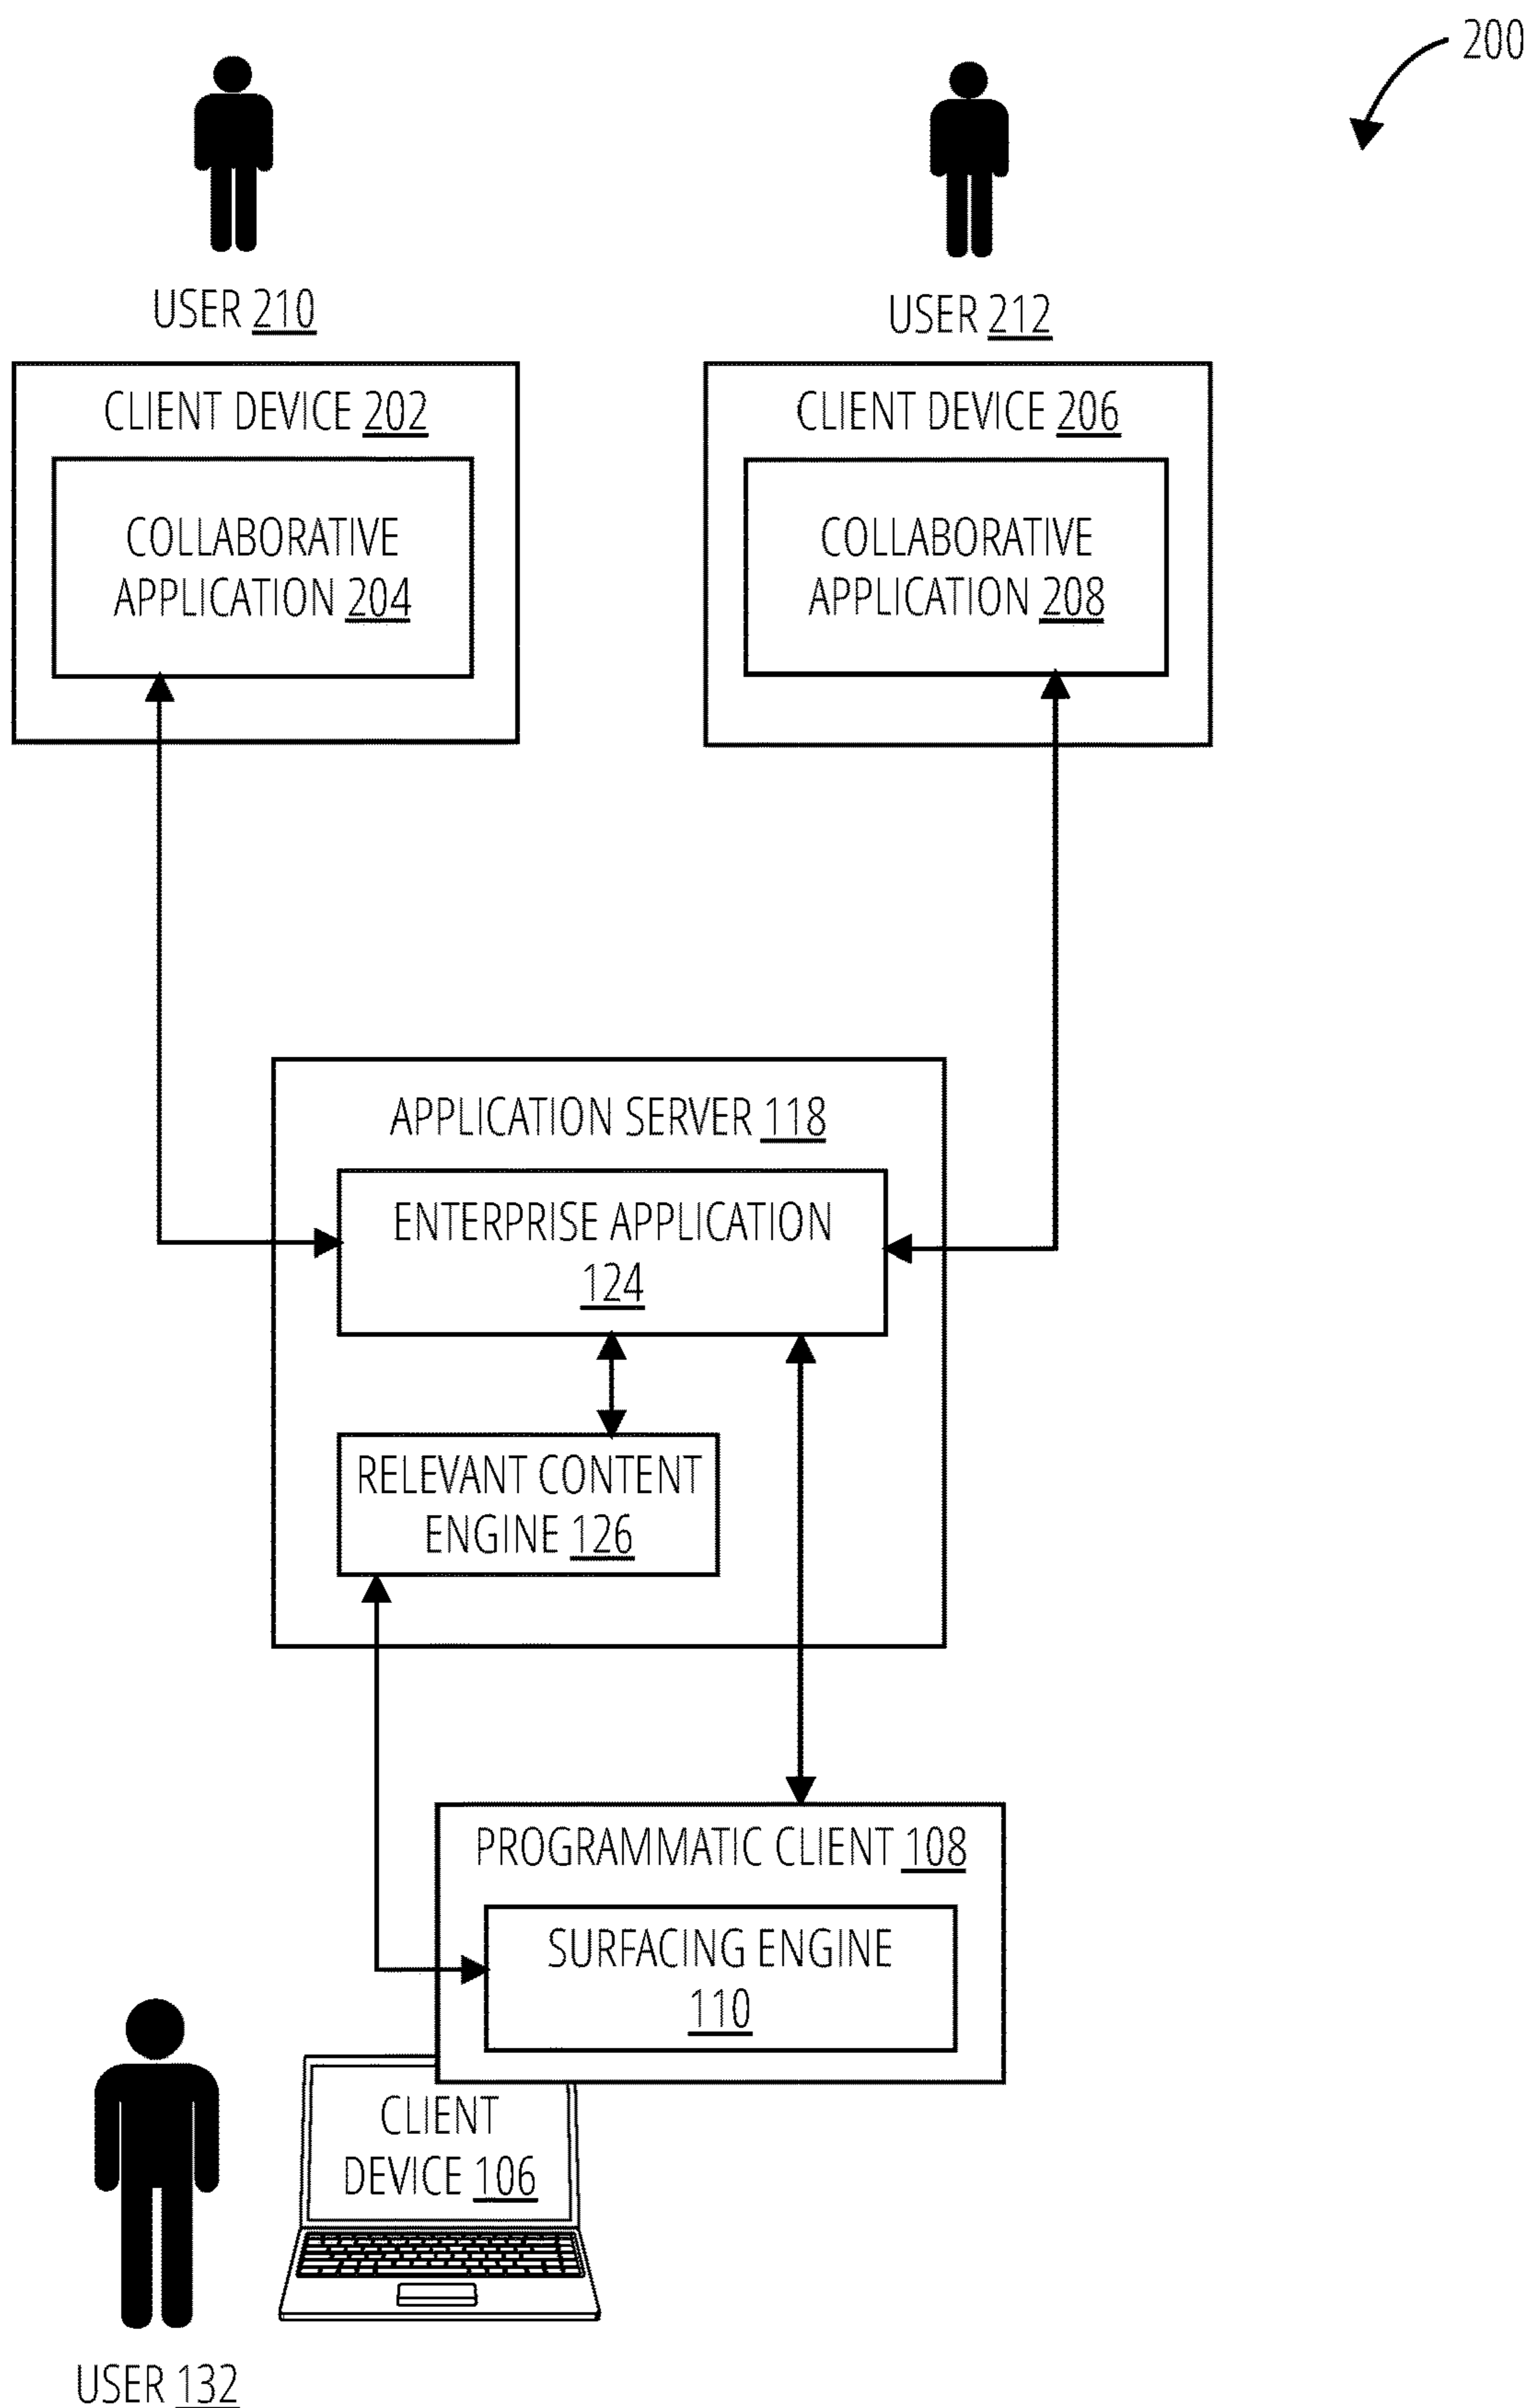 200
USER 210
USER 212
CLIENT DEVICE 202
COLLABORATIVE
APPLICATION 204
CLIENT DEVICE 206
COLLABORATIVE
APPLICATION 208
APPLICATION SERVER 118
ENTERPRISE APPLICATION
124
RELEVANT CONTENT
ENGINE 126
PROGRAMMATIC CLIENT 108
SURFACING ENGINE
110
CLIENT
DEVICE 106
USER 132